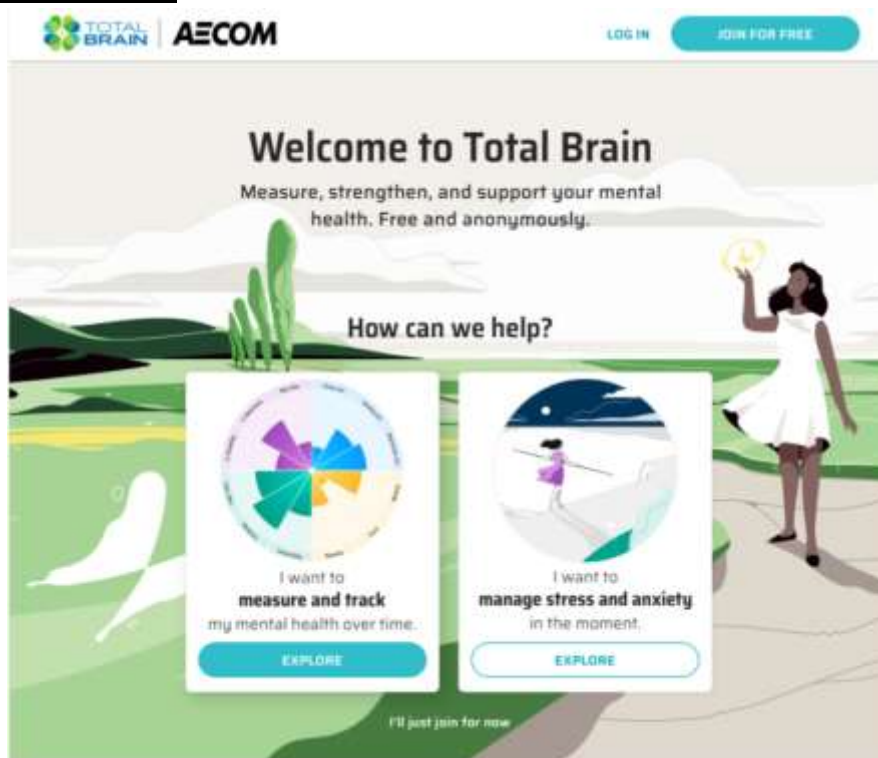 TOTAL BRAIN
AECOM
LOG IN
JOIN FOR FREE
Welcome to Total Brain
Measure, strengthen, and support your mental
health. Free and anonymously.
How can we help?
I want to
measure and track
my mental health over time.
EXPLORE
I want to
manage stress and anxiety
in the moment.
EXPLORE
I'll just join for now